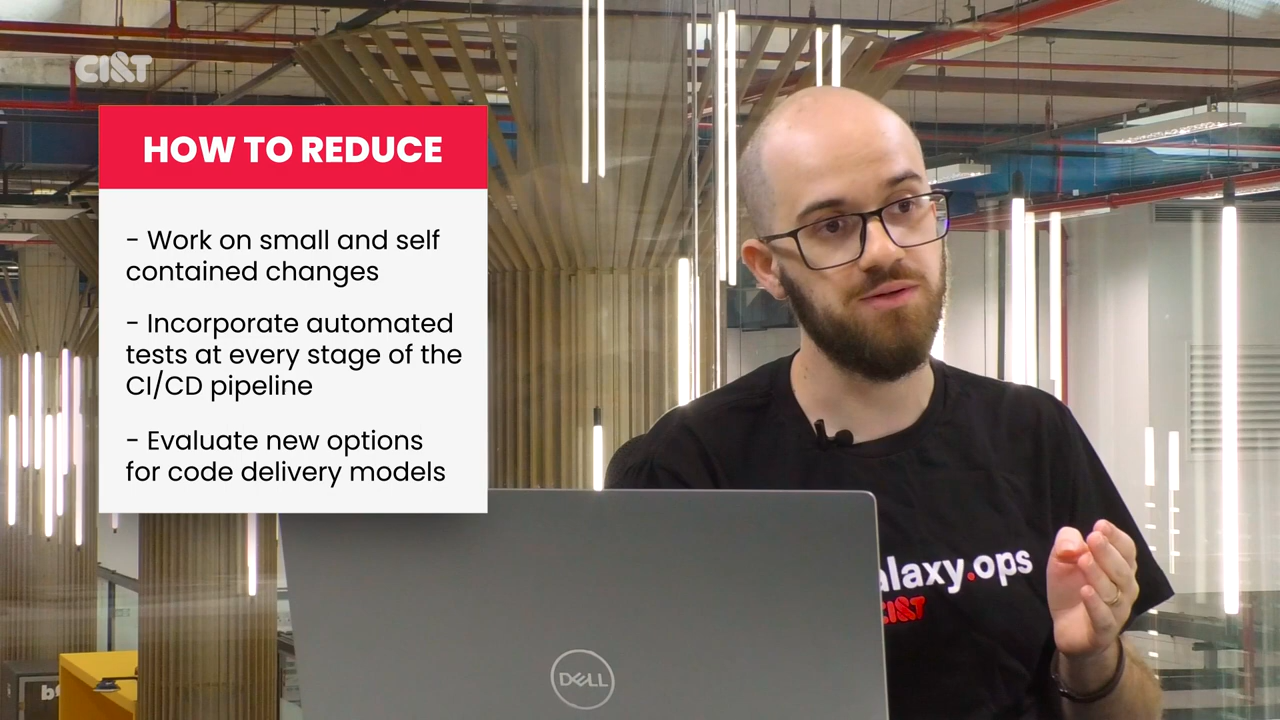 CI&T
HOW TO REDUCE
- Work on small and self
contained changes
- Incorporate automated
tests at every stage of the
CI/CD pipeline
- Evaluate new options
for code delivery models
alaxy.ops
CI&T
DELL